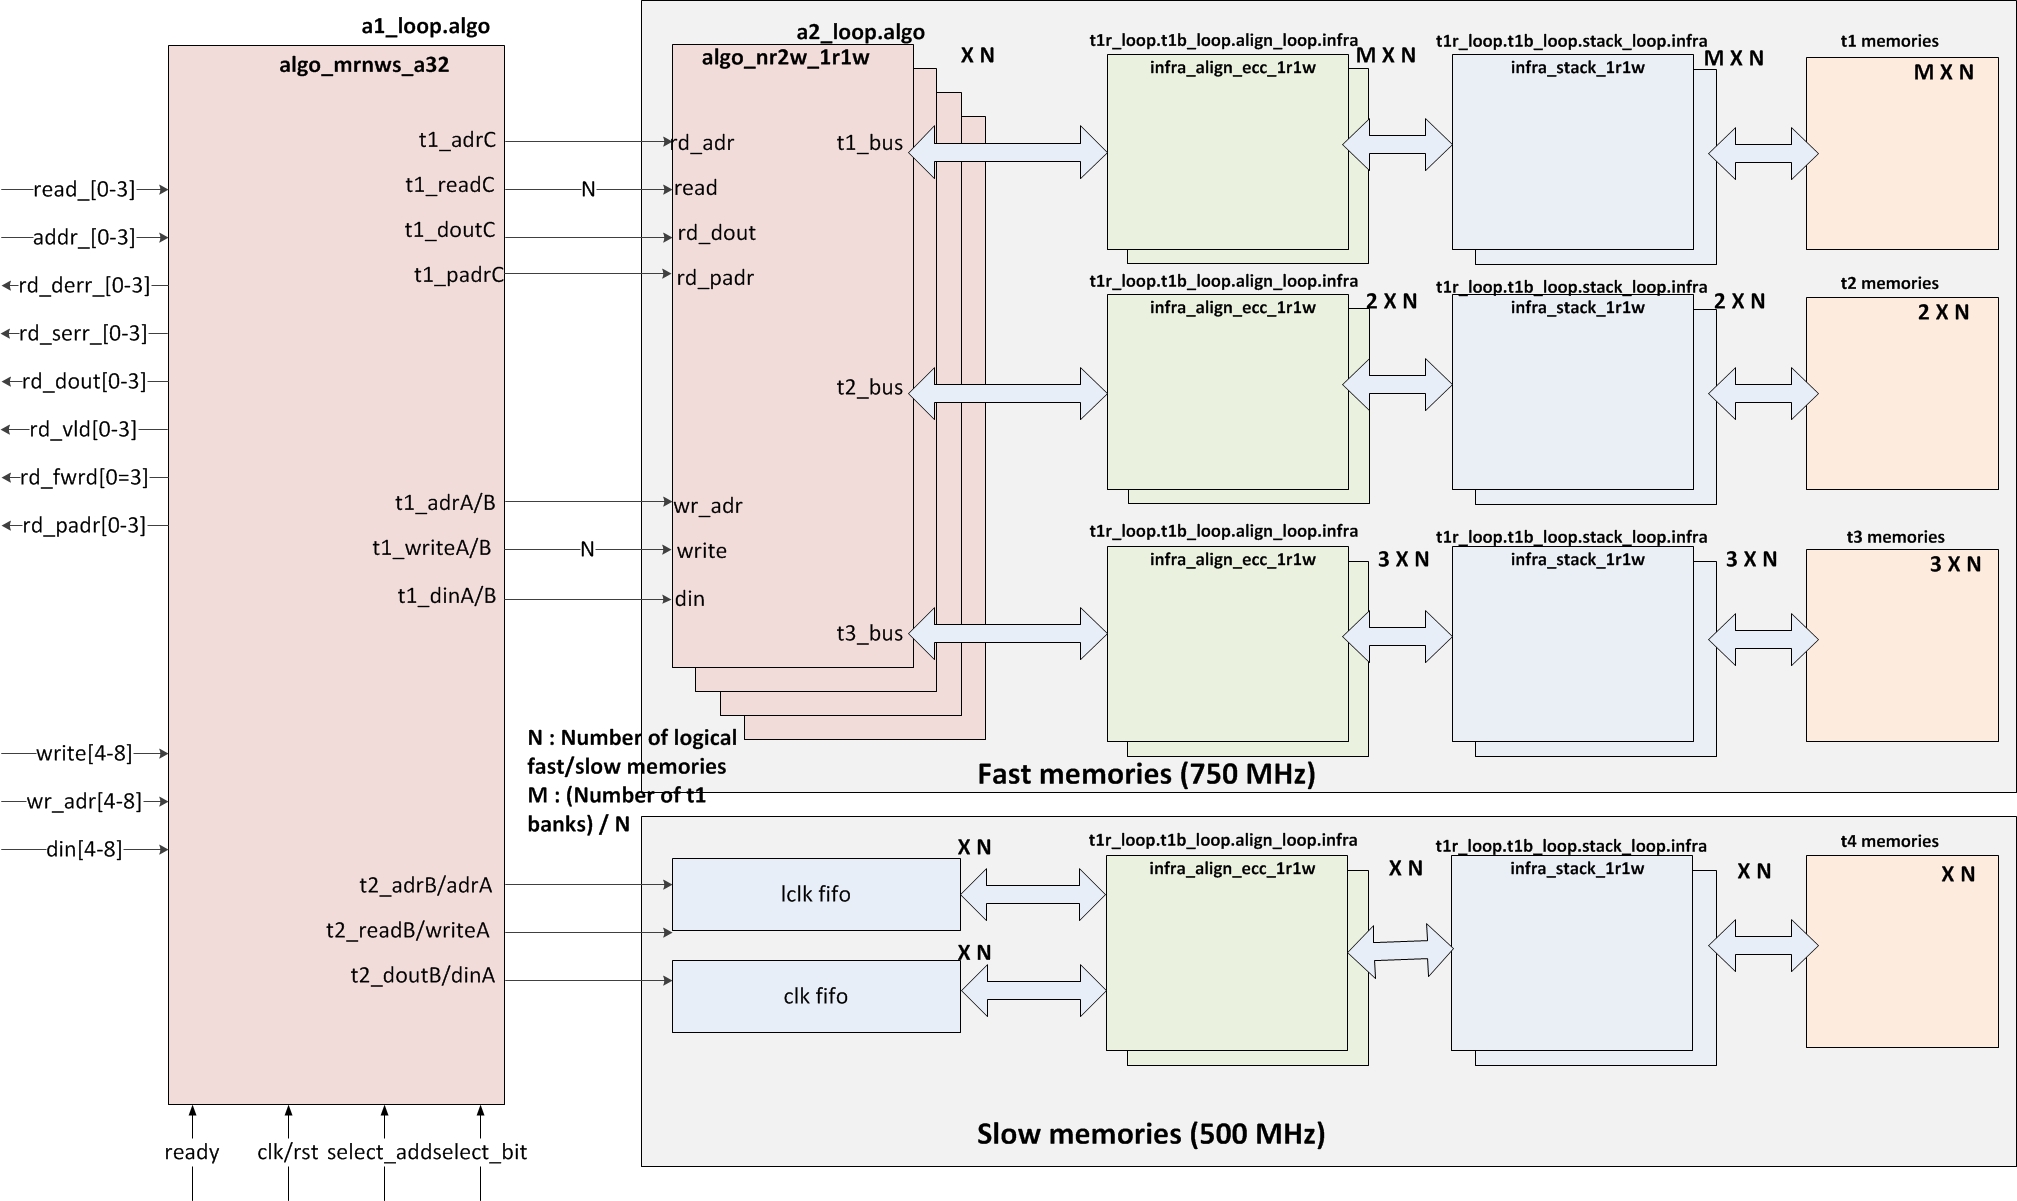 a1_loop.algo
algo_mrnws_a32
t1_adrC
t1_readC
t1_doutC
t1_padrC
read_[0-3]
addr_[0-3]
rd_derr_[0-3]
rd_serr_[0-3]
rd_dout[0-3]
rd_vld[0-3]
rd_fwrd[0=3]
rd_padr[0-3]
t1_adrA/B
t1_writeA/B
t1_dinA/B
write[4-8]
wr_adr[4-8]
din[4-8]
t2_adrB/adrA
t2_readB/writeA
t2_doutB/dinA
ready
clk/rst
select_add
select_bit
N
N
a2_loop.algo
algo_nr2w_1r1w
X N
rd_adr
read
rd_dout
rd_padr
t1_bus
t2_bus
wr_adr
write
din
t3_bus
N : Number of logical
fast/slow memories
M : (Number of t1
banks) / N
t1r_loop.t1b_loop.align_loop.infra
infra_align_ecc_1r1w
M X N
t1r_loop.t1b_loop.stack_loop.infra
infra_stack_1r1w
M X N
t1 memories
M X N
t1r_loop.t1b_loop.align_loop.infra
infra_align_ecc_1r1w
2 X N
t1r_loop.t1b_loop.stack_loop.infra
infra_stack_1r1w
2 X N
t2 memories
2 X N
t1r_loop.t1b_loop.align_loop.infra
infra_align_ecc_1r1w
3 X N
t1r_loop.t1b_loop.stack_loop.infra
infra_stack_1r1w
3 X N
t3 memories
3 X N
Fast memories (750 MHz)
X N
lclk fifo
X N
clk fifo
t1r_loop.t1b_loop.align_loop.infra
infra_align_ecc_1r1w
X N
t1r_loop.t1b_loop.stack_loop.infra
infra_stack_1r1w
X N
t4 memories
X N
Slow memories (500 MHz)